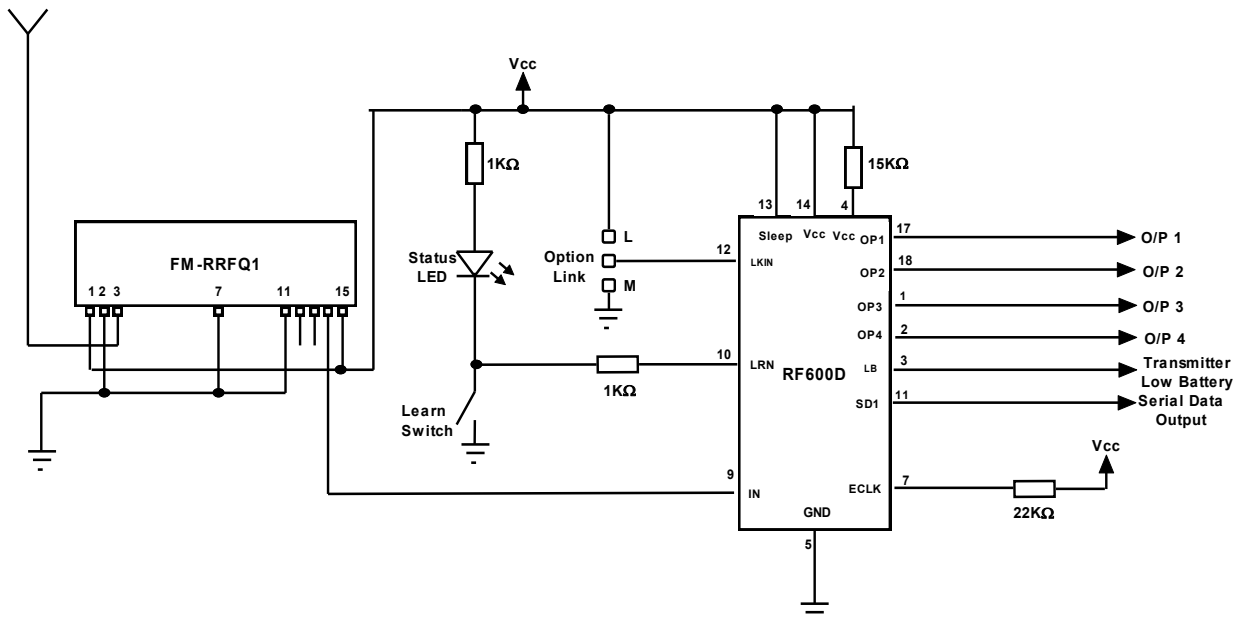 Vcc
1KΩ
15KΩ
13
14
4
Sleep
Vcc
Vcc
OP1
17
O/P 1
FM-RRFQ1
1 2 3
7
11
15
Status
LED
Option
Link
L
M
12
LKIN
OP2
18
O/P 2
OP3
1
O/P 3
OP4
2
O/P 4
10
LRN
RF600D
LB
3
Transmitter
Low Battery
1KΩ
SD1
11
Serial Data
Output
Learn
Switch
Vcc
9
IN
ECLK
7
22KΩ
GND
5